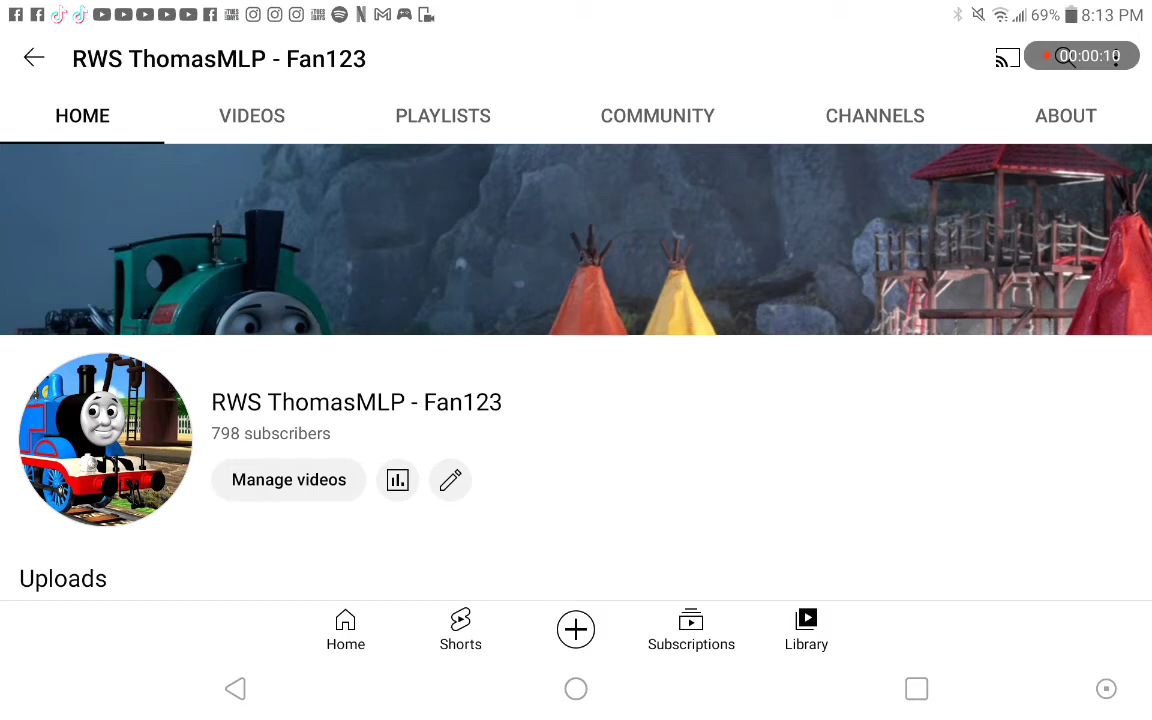 69% 8:13 PM
RWS ThomasMLP - Fan123
00:00:10
HOME VIDEOS PLAYLISTS COMMUNITY CHANNELS ABOUT
RWS ThomasMLP - Fan123
798 subscribers
Manage videos
Uploads
Home Shorts Subscriptions Library